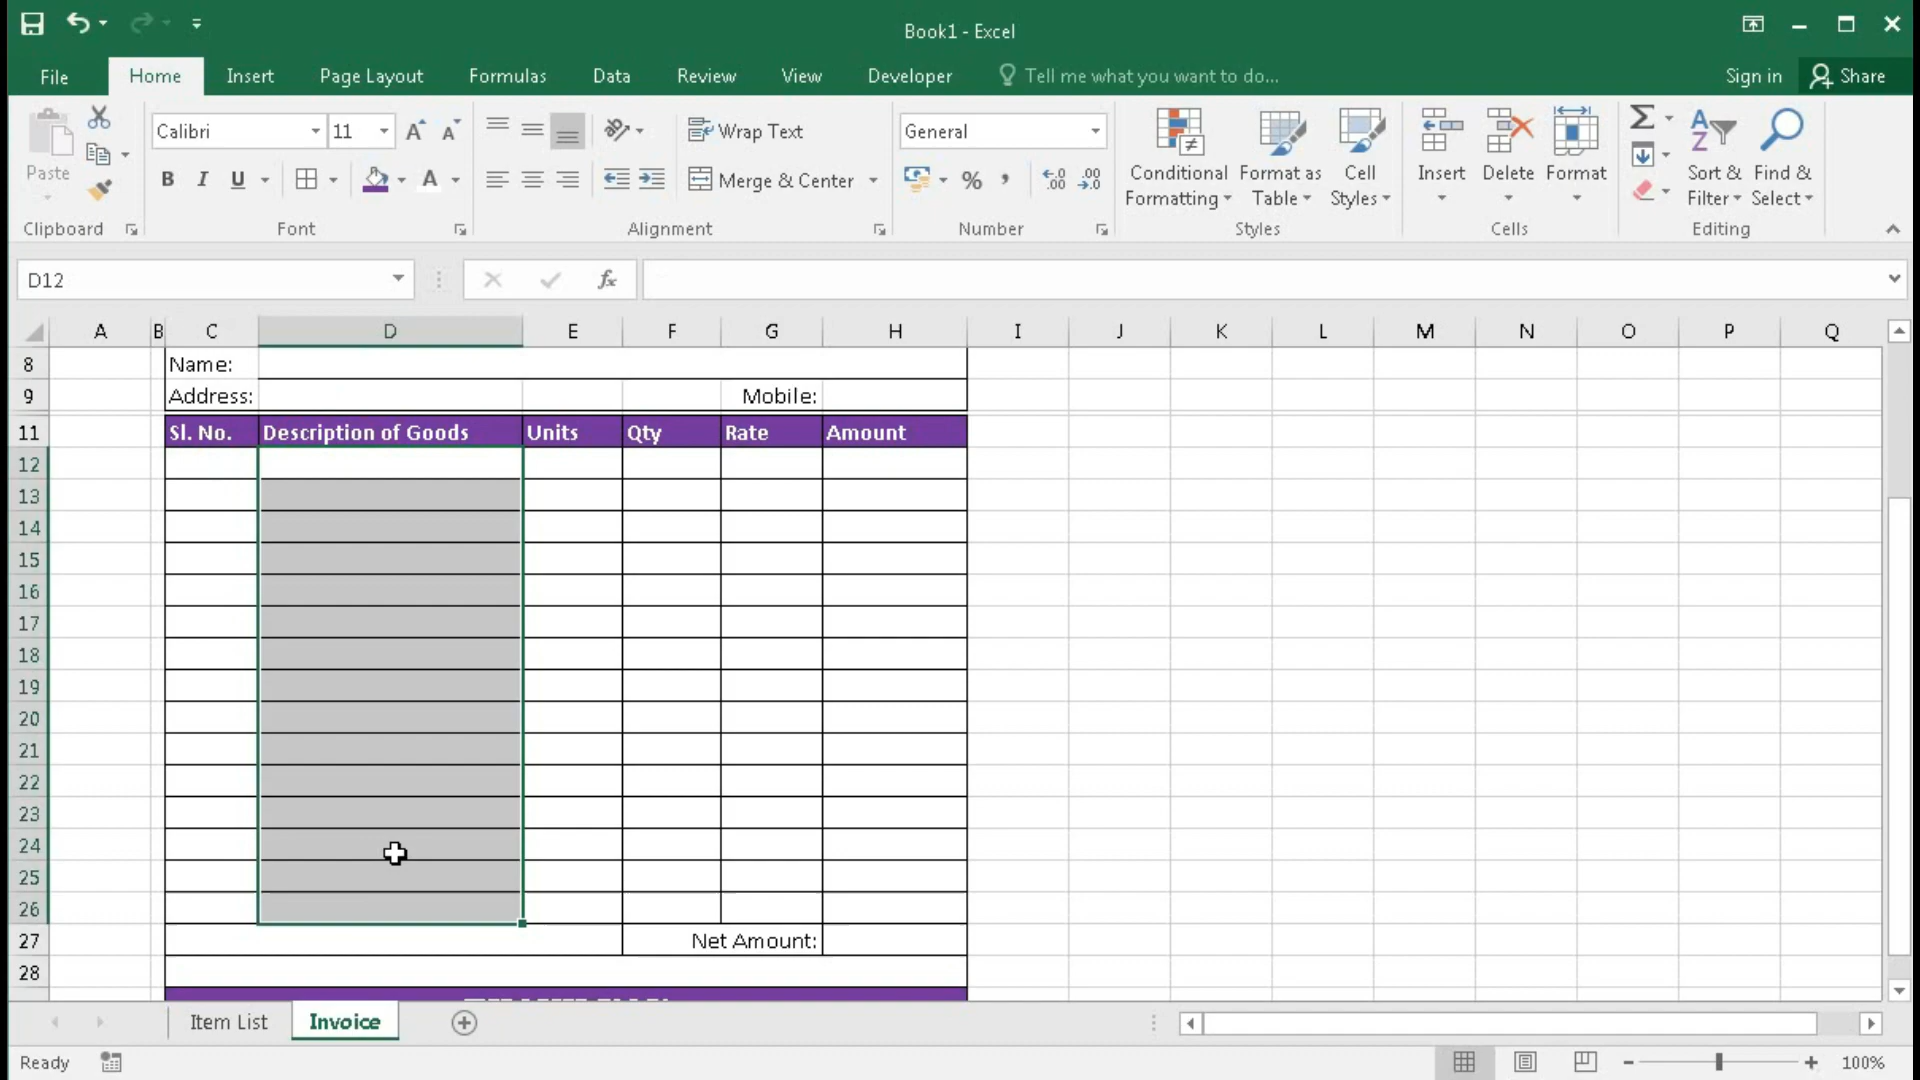 Book1 - Excel
File Home Insert Page Layout Formulas Data Review View Developer Tell me what you want to do... Sign in Share
Calibri 11 Wrap Text General
Paste B I U A Merge & Center % , Conditional Formatting Format as Table Cell Styles Insert Delete Format Sort & Filter Find & Select
Clipboard Font Alignment Number Styles Cells Editing
D12 fx
A B C D E F G H I J K L M N O P Q
8 Name:
9 Address: Mobile:
11 Sl. No. Description of Goods Units Qty Rate Amount
12
13
14
15
16
17
18
19
20
21
22
23
24
25
26
27 Net Amount:
28
Item List Invoice
Ready 100%